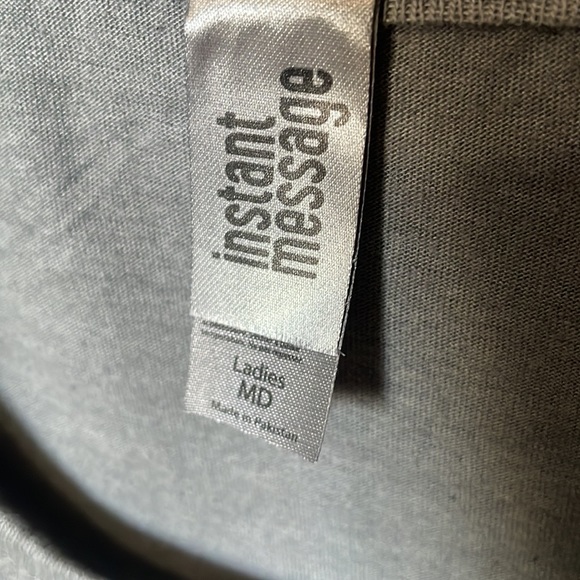 instant
message
Ladies
MD
Made in Pakistan